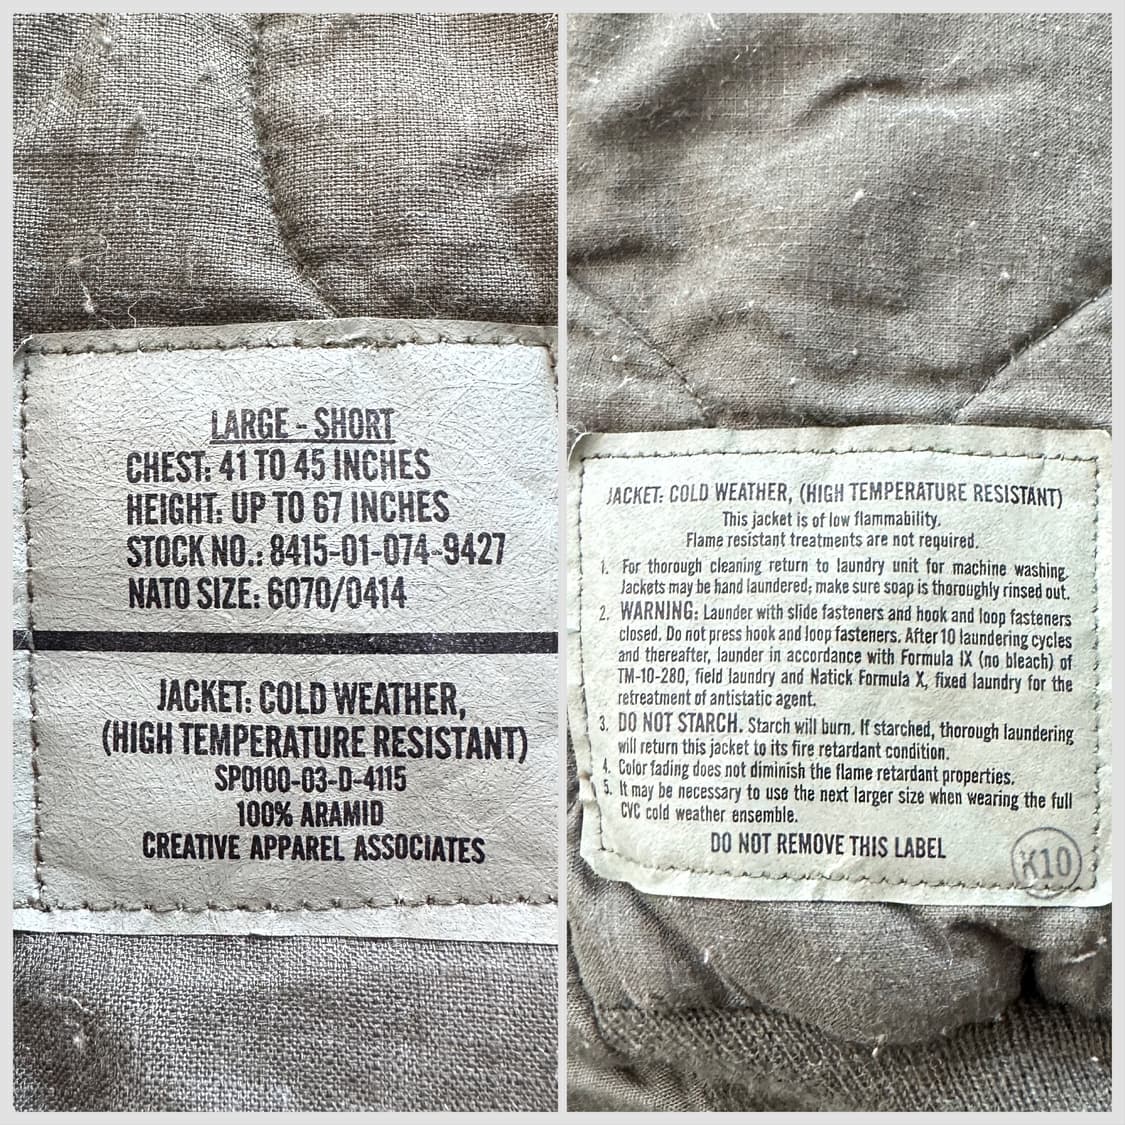 LARGE - SHORT
CHEST: 41 TO 45 INCHES
HEIGHT: UP TO 67 INCHES
STOCK NO.: 8415-01-074-9427
NATO SIZE: 6070/0414
JACKET: COLD WEATHER,
(HIGH TEMPERATURE RESISTANT)
SP0100-03-D-4115
100% ARAMID
CREATIVE APPAREL ASSOCIATES
JACKET: COLD WEATHER, (HIGH TEMPERATURE RESISTANT)
This jacket is of low flammability.
Flame resistant treatments are not required.
1. For thorough cleaning return to laundry unit for machine washing.
Jackets may be hand laundered; make sure soap is thoroughly rinsed out.
2. WARNING: Launder with slide fasteners and hook and loop fasteners
closed. Do not press hook and loop fasteners. After 10 laundering cycles
and thereafter, launder in accordance with Formula IX (no bleach) of
TM-10-280, field laundry and Natick Formula X, fixed laundry for the
retreatment of antistatic agent.
3. DO NOT STARCH. Starch will burn. If starched, thorough laundering
will return this jacket to its fire retardant condition.
4. Color fading does not diminish the flame retardant properties.
5. It may be necessary to use the next larger size when wearing the full
CVC cold weather ensemble.
DO NOT REMOVE THIS LABEL
K10